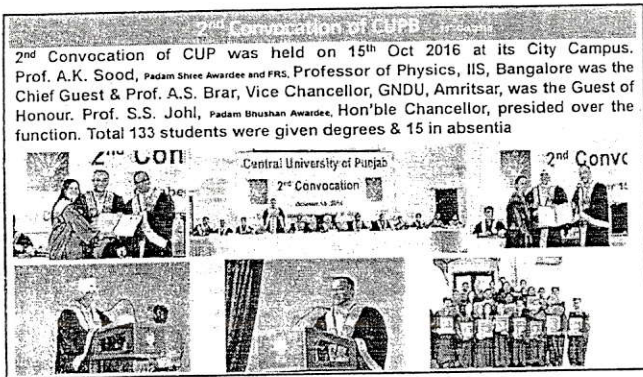 2nd Convocation of CUPB
2nd Convocation of CUP was held on 15th Oct 2016 at its City Campus.
Prof. A.K. Sood, Padam Shree Awardee and FRS, Professor of Physics, IIS, Bangalore was the
Chief Guest & Prof. A.S. Brar, Vice Chancellor, GNDU, Amritsar, was the Guest of
Honour. Prof. S.S. Johl, Padam Bhushan Awardee, Hon'ble Chancellor, presided over the
function. Total 133 students were given degrees & 15 in absentia
2nd Con
Central University of Punjab
2nd Convocation
2nd Convo